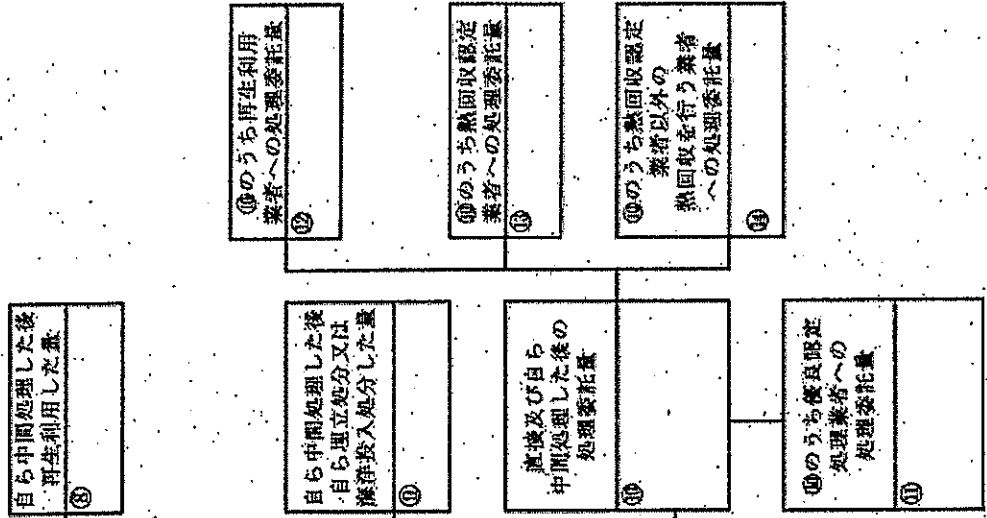 自ら中間処理した後
再生利用した量
⑧
自ら中間処理した後
自ら埋立処分又は
海洋投入処分した量
⑨
直接及び自ら
中間処理した後の
処理委託量
⑩
⑩のうち優良認定
処理業者への
処理委託量
⑪
⑩のうち再生利用
業者への処理委託量
⑫
⑩のうち熱回収認定
業者への処理委託量
⑬
⑩のうち熱回収認定
業者以外の
熱回収を行う業者
への処理委託量
⑭